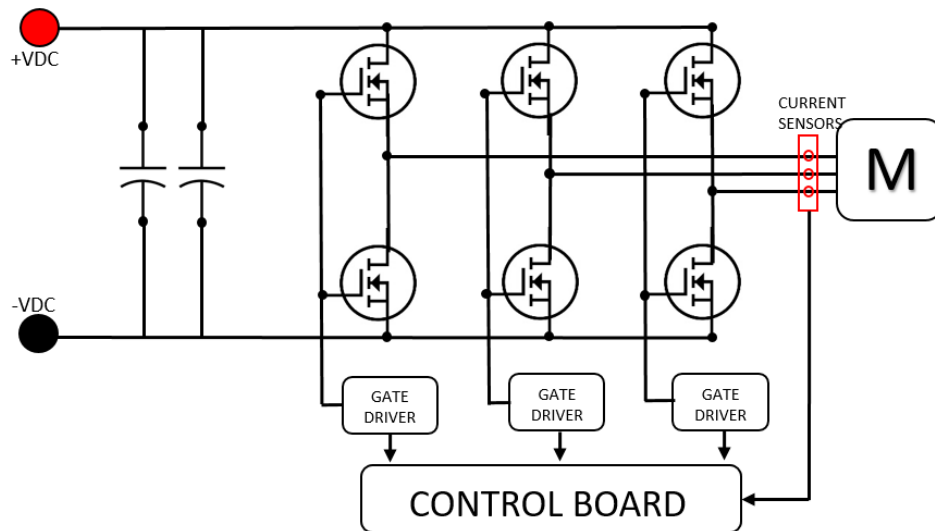 +VDC
CURRENT
SENSORS
M
-VDC
GATE
DRIVER
GATE
DRIVER
GATE
DRIVER
CONTROL BOARD